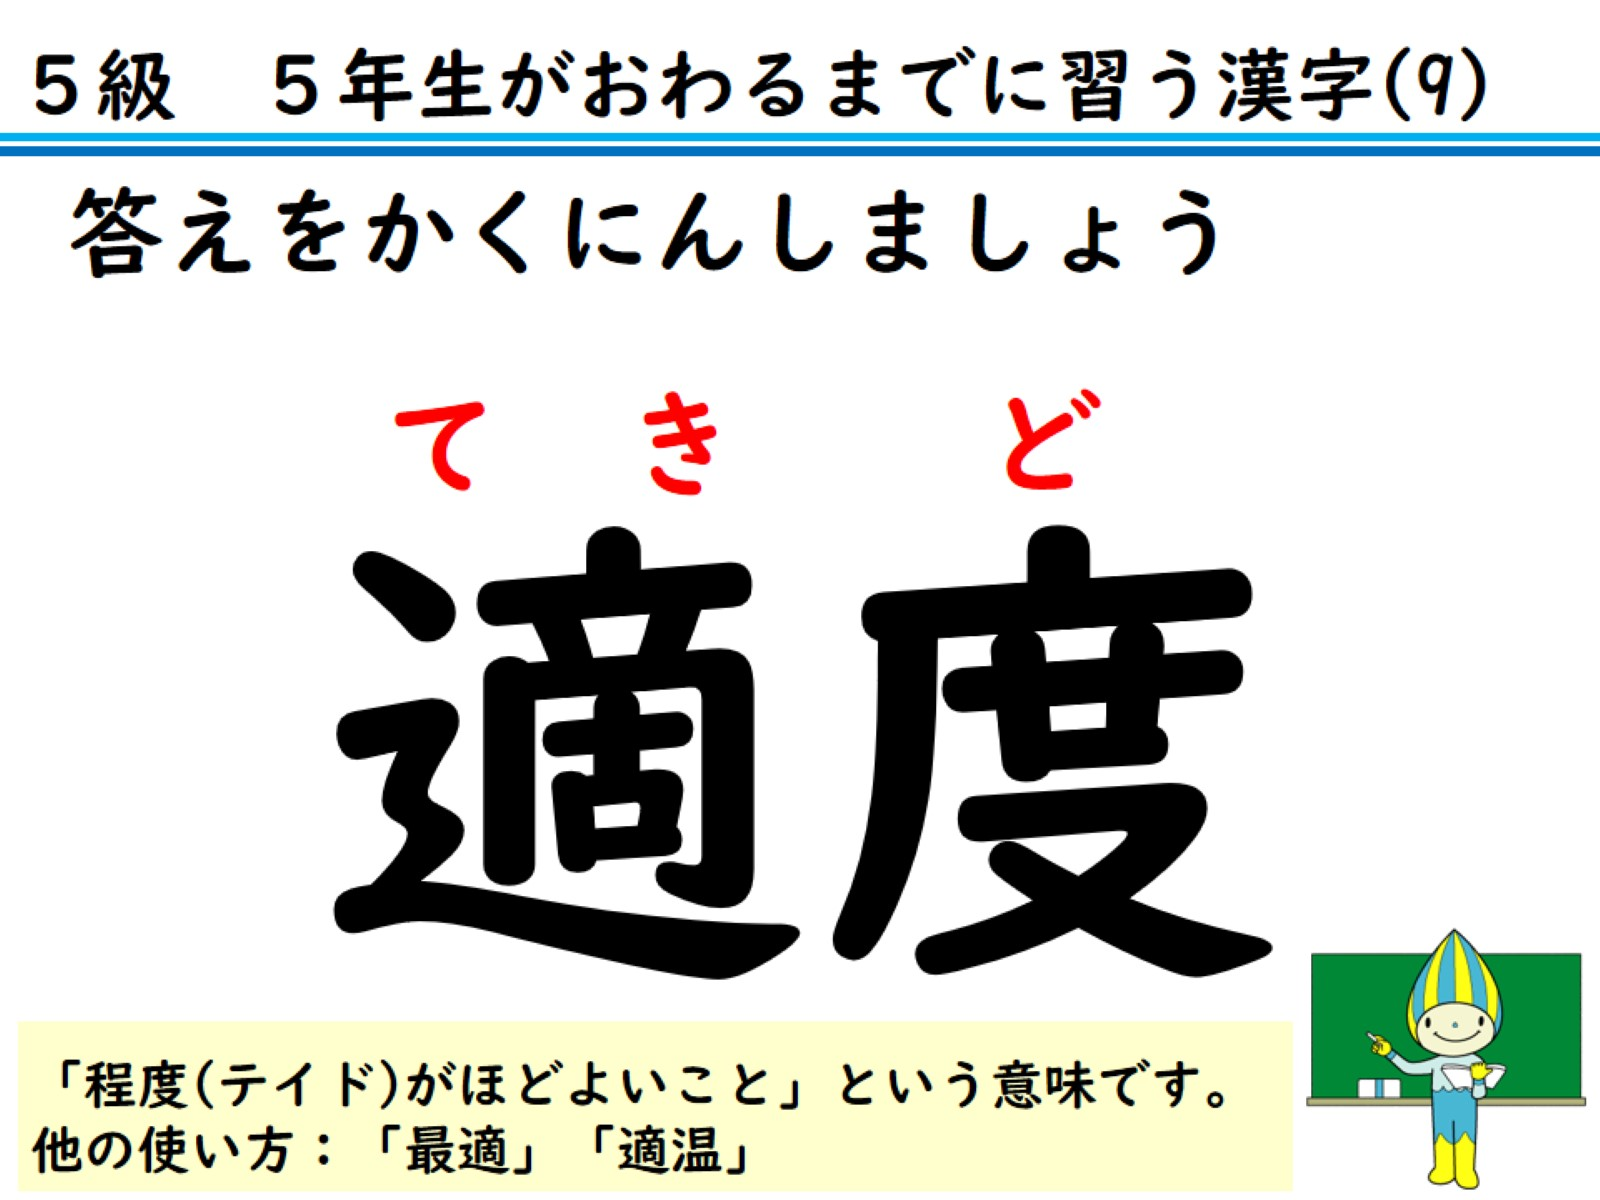 ５級　５年生がおわるまでに習う漢字(9)
答えをかくにんしましょう
てき　ど
適度
「程度(テイド)がほどよいこと」という意味です。
他の使い方：「最適」「適温」